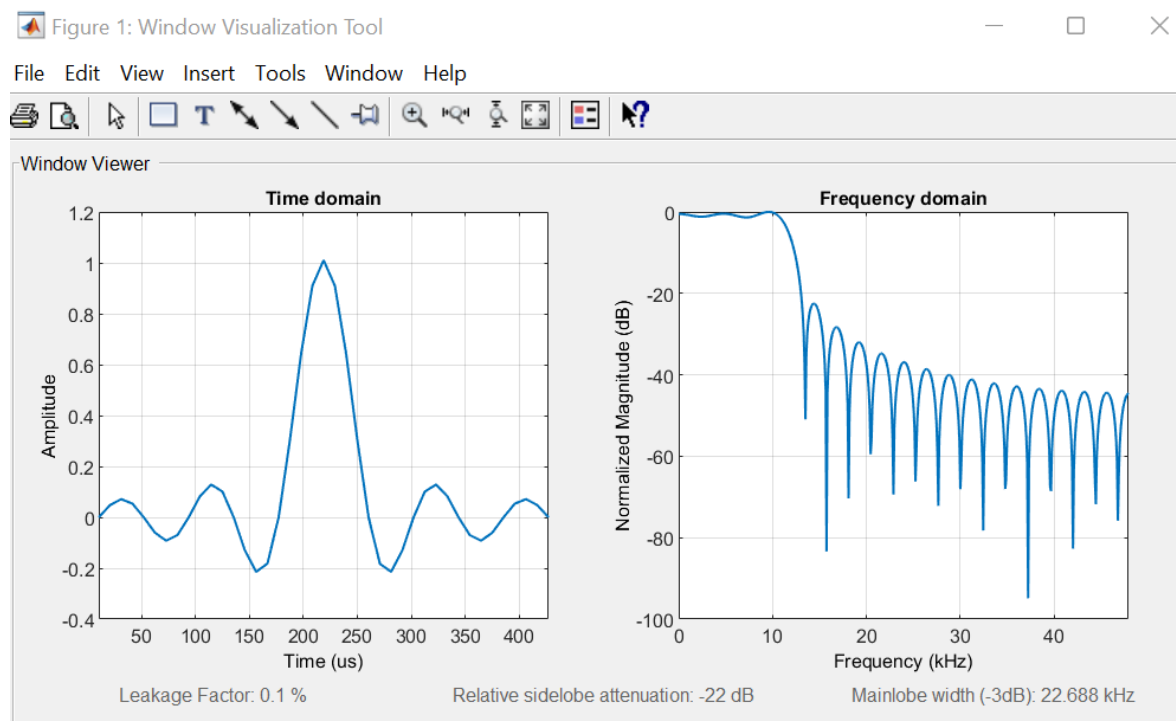 Figure 1: Window Visualization Tool
File Edit View Insert Tools Window Help
T
Window Viewer
Time domain
1.2
1
0.8
0.6
0.4
0.2
0
-0.2
-0.4
Amplitude
50 100 150 200 250 300 350 400
Time (us)
Frequency domain
0
-20
-40
-60
-80
-100
Normalized Magnitude (dB)
0 10 20 30 40
Frequency (kHz)
Leakage Factor: 0.1 %
Relative sidelobe attenuation: -22 dB
Mainlobe width (-3dB): 22.688 kHz